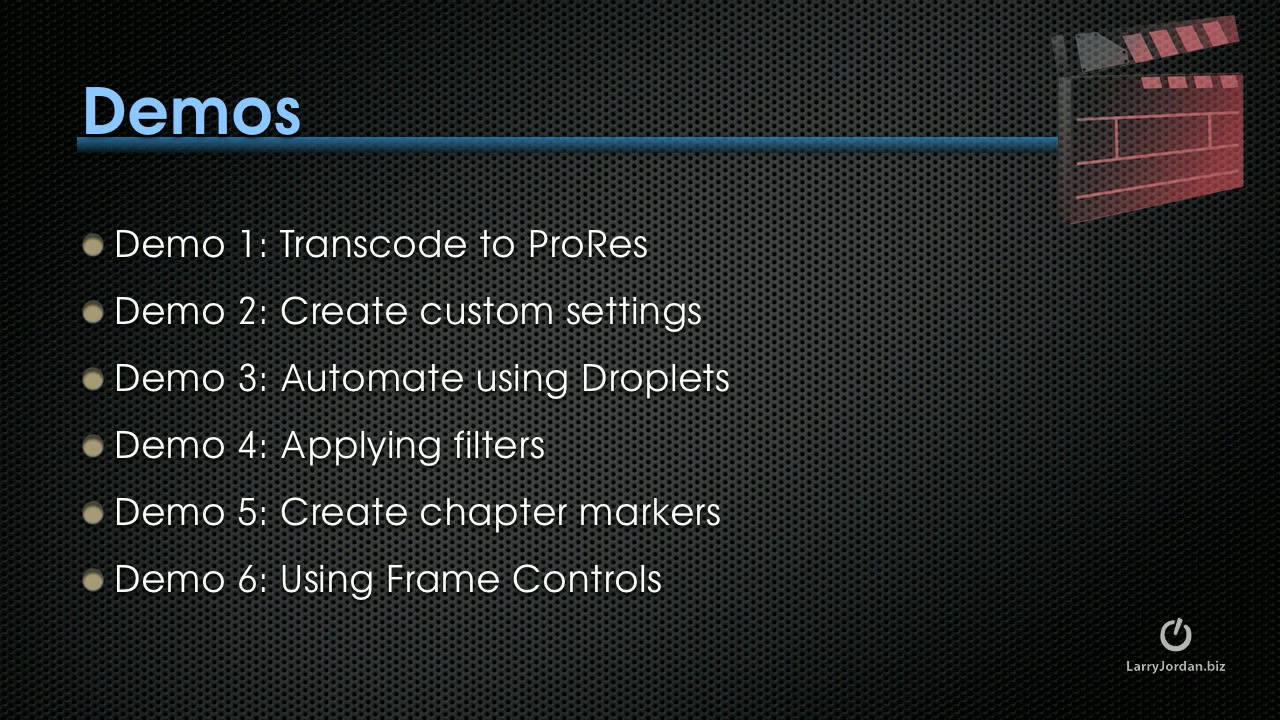 Demos
Demo 1: Transcode to ProRes
Demo 2: Create custom settings
Demo 3: Automate using Droplets
Demo 4: Applying filters
Demo 5: Create chapter markers
Demo 6: Using Frame Controls
LarryJordan.biz